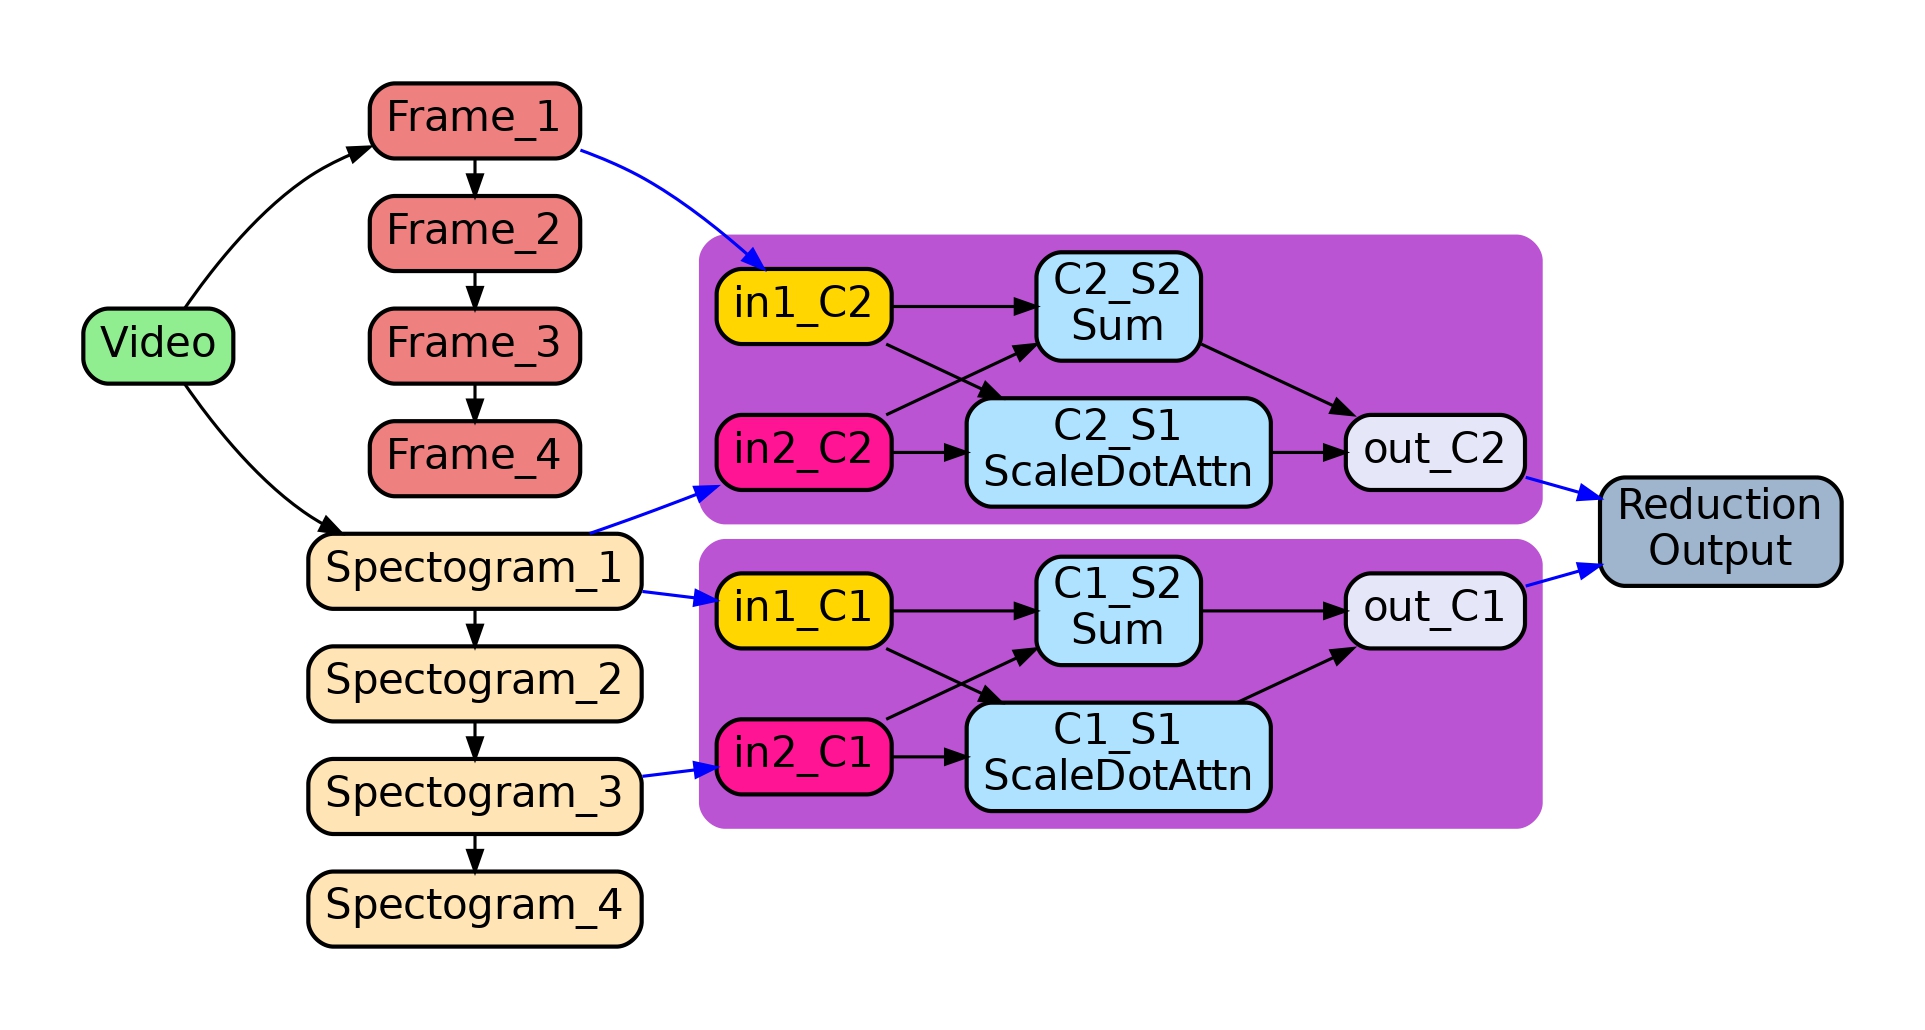 Video
Frame_1
Frame_2
Frame_3
Frame_4
Spectogram_1
Spectogram_2
Spectogram_3
Spectogram_4
in1_C2
in2_C2
C2_S2
Sum
C2_S1
ScaleDotAttn
out_C2
in1_C1
in2_C1
C1_S2
Sum
C1_S1
ScaleDotAttn
out_C1
Reduction
Output